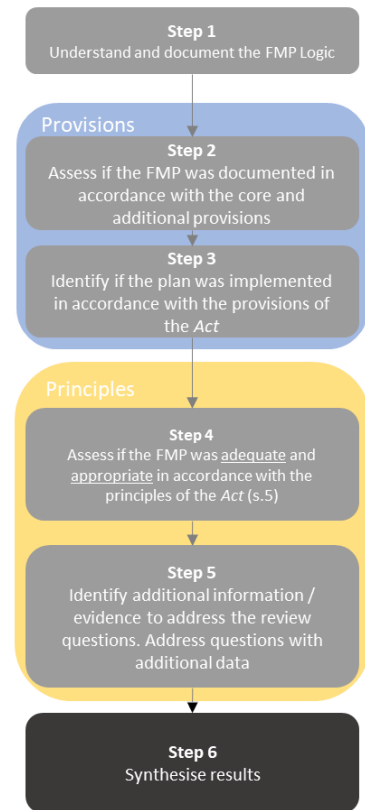 Step 1
Understand and document the FMP Logic
Provisions
Step 2
Assess if the FMP was documented in
accordance with the core and
additional provisions
Step 3
Identify if the plan was implemented
in accordance with the provisions of
the Act
Principles
Step 4
Assess if the FMP was adequate and
appropriate in accordance with the
principles of the Act (s.5)
Step 5
Identify additional information /
evidence to address the review
questions. Address questions with
additional data
Step 6
Synthesise results